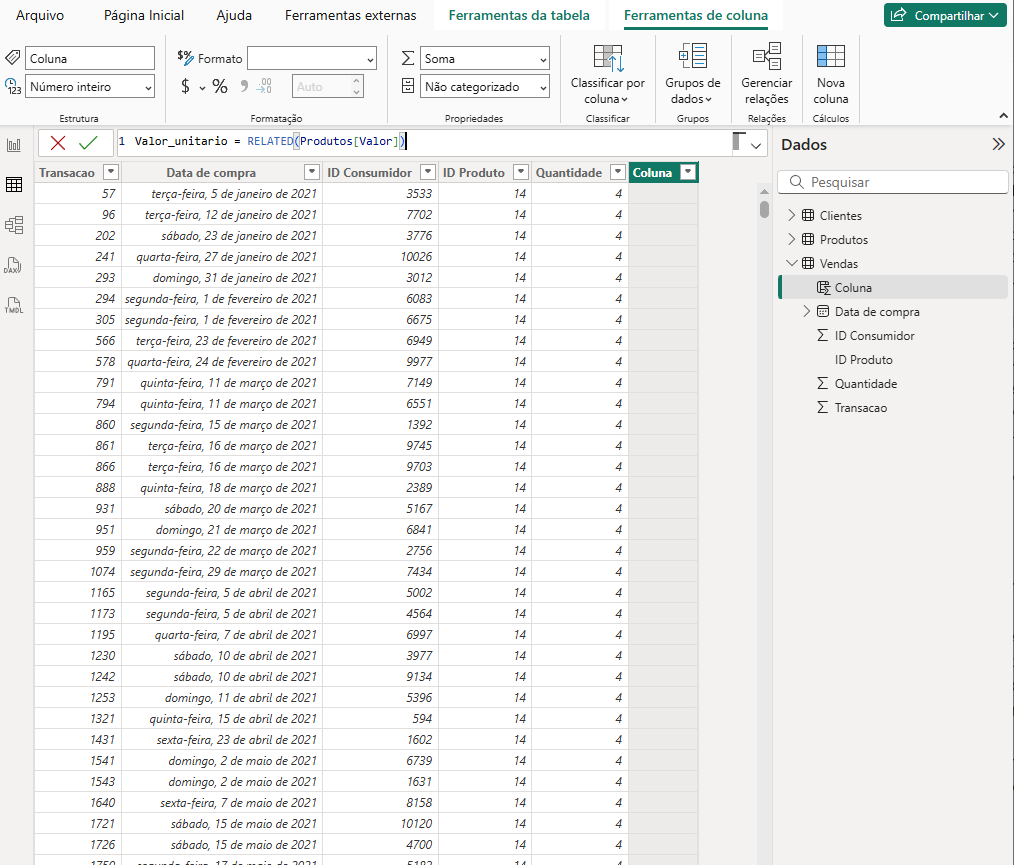 Arquivo Página Inicial Ajuda Ferramentas externas Ferramentas da tabela Ferramentas de coluna Compartilhar
Coluna
Número inteiro
Estrutura
Formato
$ % Auto
Formatação
Soma
Não categorizado
Propriedades
Classificar por
coluna
Classificar
Grupos de
dados
Grupos
Gerenciar
relações
Relações
Nova
coluna
Cálculos
1 Valor_unitario = RELATED(Produtos[Valor])
Transacao Data de compra ID Consumidor ID Produto Quantidade Coluna
57 terça-feira, 5 de janeiro de 2021 3533 14 4
96 terça-feira, 12 de janeiro de 2021 7702 14 4
202 sábado, 23 de janeiro de 2021 3776 14 4
241 quarta-feira, 27 de janeiro de 2021 10026 14 4
293 domingo, 31 de janeiro de 2021 3012 14 4
294 segunda-feira, 1 de fevereiro de 2021 6083 14 4
305 segunda-feira, 1 de fevereiro de 2021 6675 14 4
566 terça-feira, 23 de fevereiro de 2021 6949 14 4
578 quarta-feira, 24 de fevereiro de 2021 9977 14 4
791 quinta-feira, 11 de março de 2021 7149 14 4
794 quinta-feira, 11 de março de 2021 6551 14 4
860 segunda-feira, 15 de março de 2021 1392 14 4
861 terça-feira, 16 de março de 2021 9745 14 4
866 terça-feira, 16 de março de 2021 9703 14 4
888 quinta-feira, 18 de março de 2021 2389 14 4
931 sábado, 20 de março de 2021 5167 14 4
951 domingo, 21 de março de 2021 6841 14 4
959 segunda-feira, 22 de março de 2021 2756 14 4
1074 segunda-feira, 29 de março de 2021 7434 14 4
1165 segunda-feira, 5 de abril de 2021 5002 14 4
1173 segunda-feira, 5 de abril de 2021 4564 14 4
1195 quarta-feira, 7 de abril de 2021 6997 14 4
1230 sábado, 10 de abril de 2021 3977 14 4
1242 sábado, 10 de abril de 2021 9134 14 4
1253 domingo, 11 de abril de 2021 5396 14 4
1321 quinta-feira, 15 de abril de 2021 594 14 4
1431 sexta-feira, 23 de abril de 2021 1602 14 4
1541 domingo, 2 de maio de 2021 6739 14 4
1543 domingo, 2 de maio de 2021 1631 14 4
1640 sexta-feira, 7 de maio de 2021 8158 14 4
1721 sábado, 15 de maio de 2021 10120 14 4
1726 sábado, 15 de maio de 2021 4700 14 4
1750 segunda-feira, 17 de maio de 2021 5182 14 4
Dados
Pesquisar
Clientes
Produtos
Vendas
Coluna
Data de compra
ID Consumidor
ID Produto
Quantidade
Transacao
123
DAX
TMDL